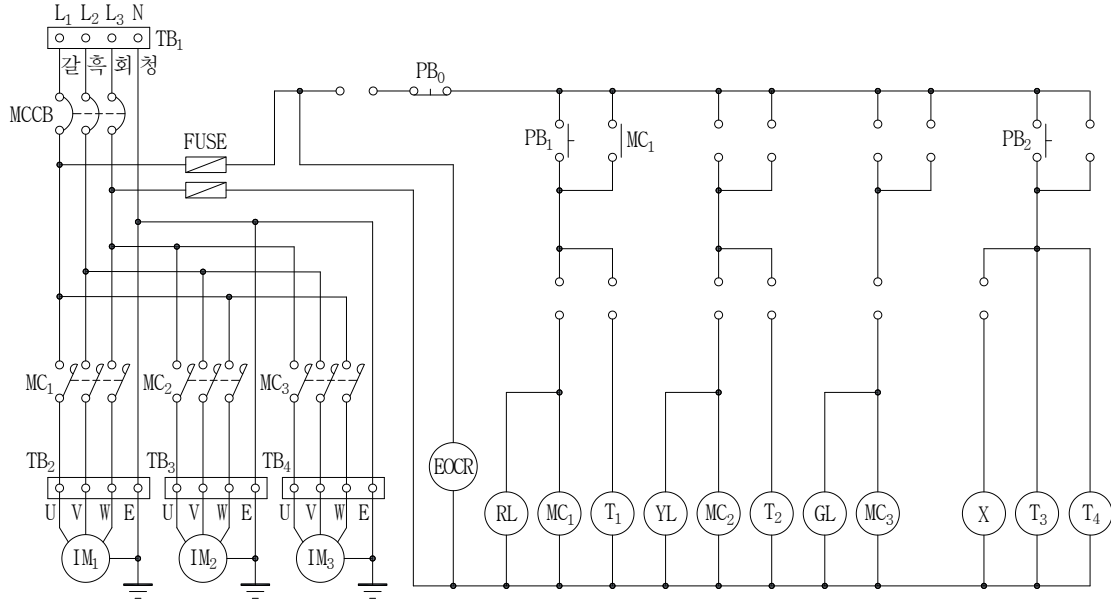 L₁ L₂ L₃ N
TB₁
갈 흑 회 청
MCCB
FUSE
PB₀
PB₁ MC₁ PB₂
MC₁ MC₂ MC₃
TB₂ TB₃ TB₄
EOCR
U V W E U V W E U V W E
RL MC₁ T₁ YL MC₂ T₂ GL MC₃ X T₃ T₄
IM₁ IM₂ IM₃